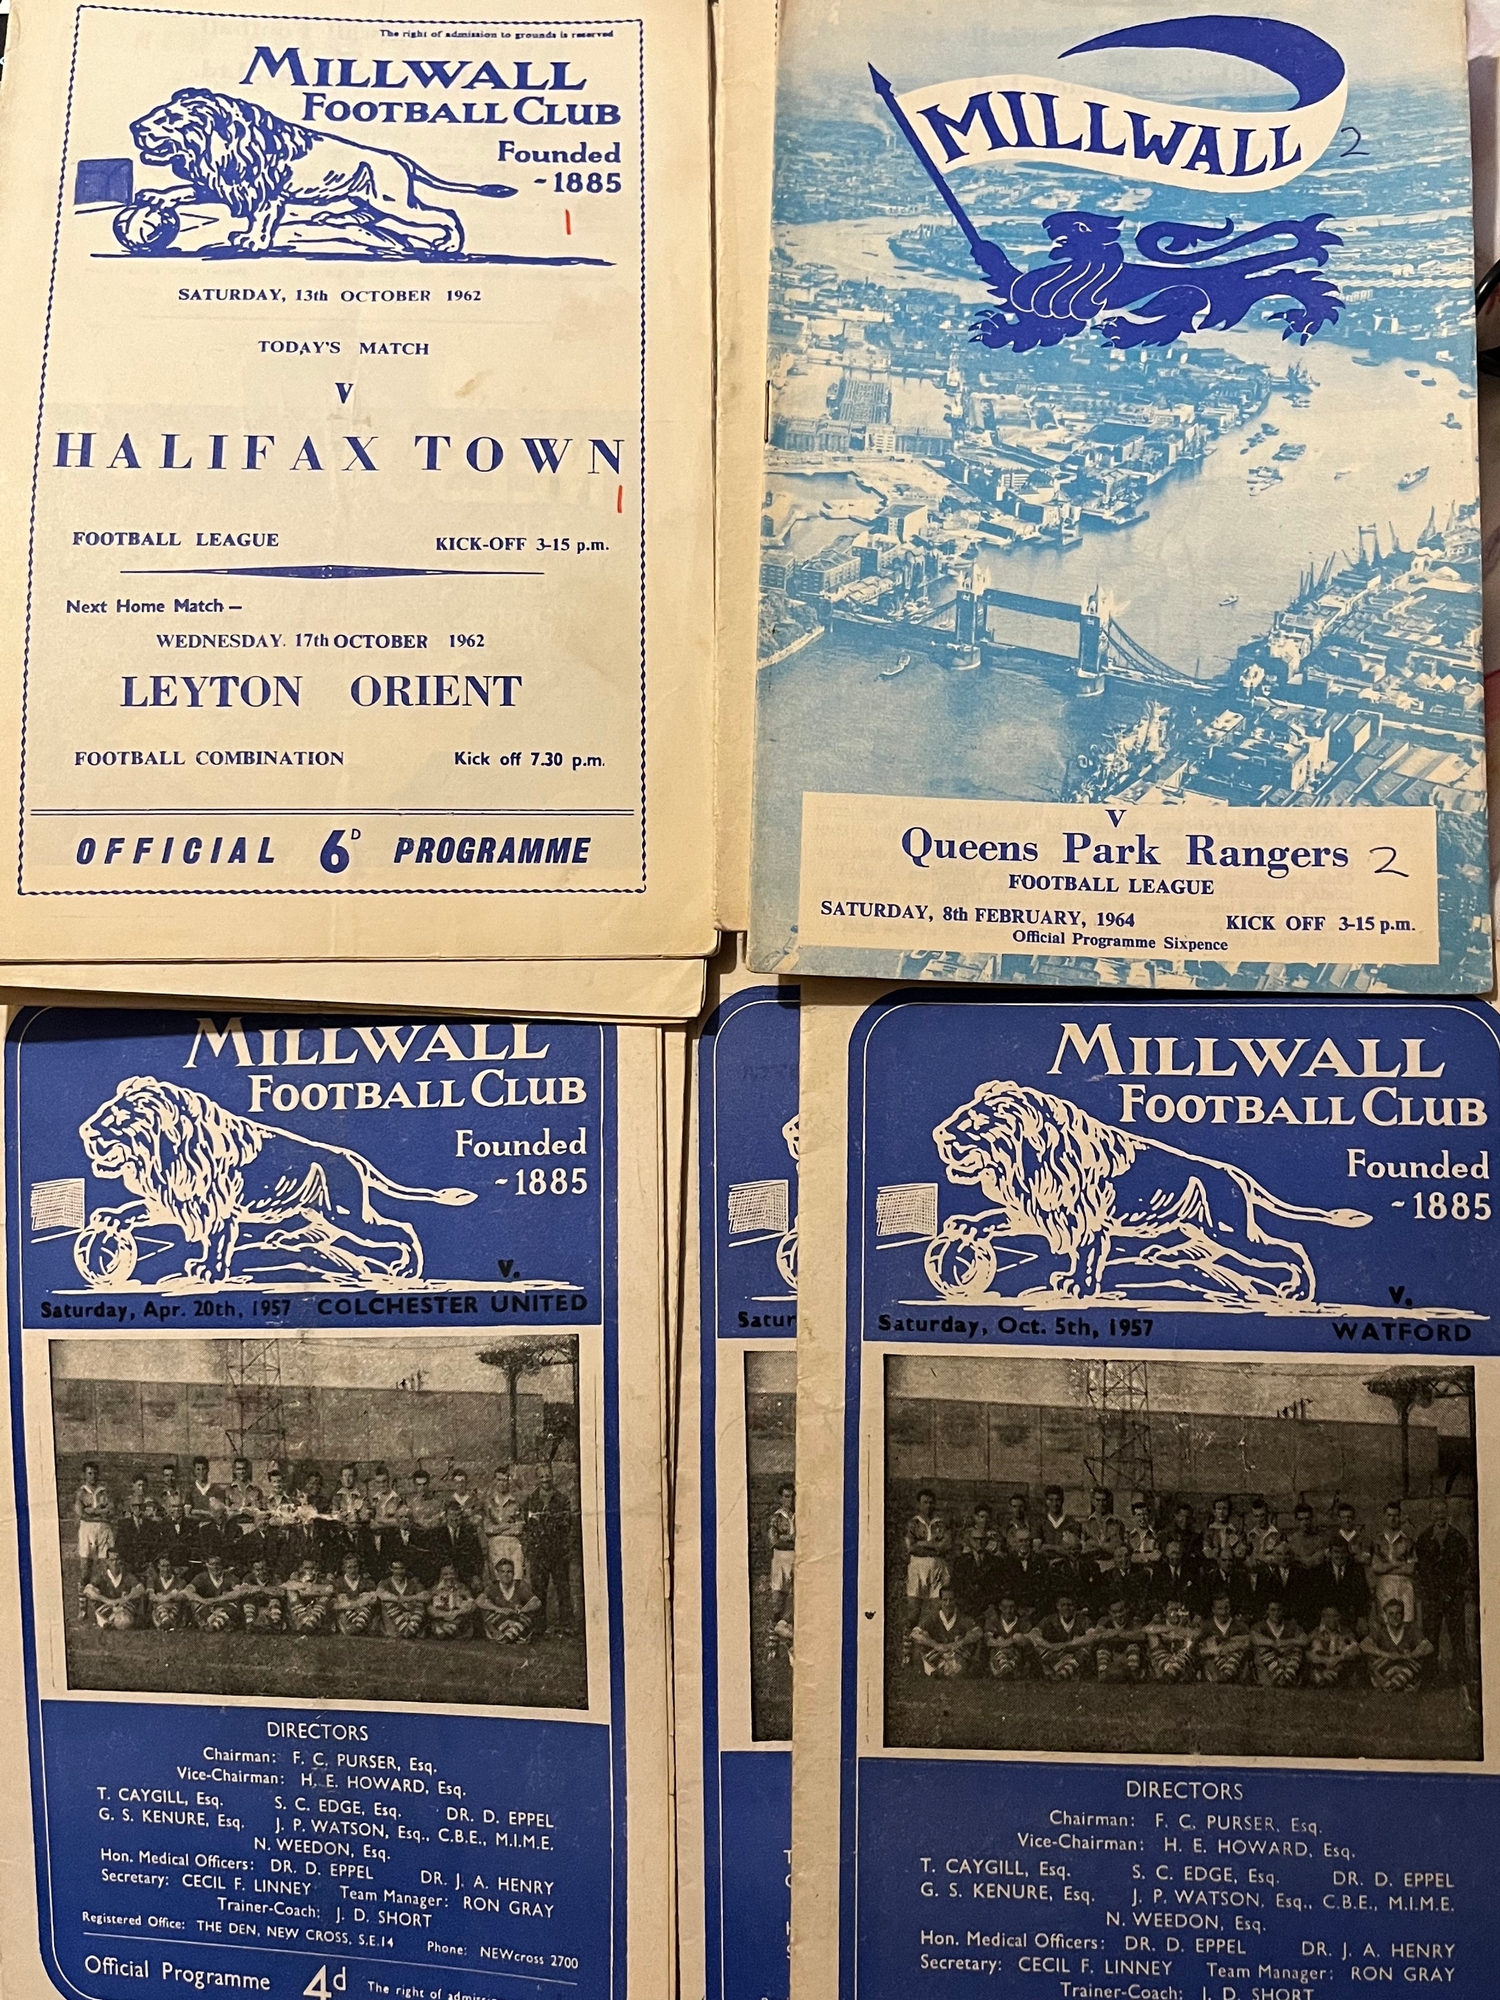 The right of admission to grounds is reserved
MILLWALL
FOOTBALL CLUB
Founded
~1885
SATURDAY, 13th OCTOBER 1962
TODAY'S MATCH
v
HALIFAX TOWN
FOOTBALL LEAGUE KICK-OFF 3-15 p.m.
Next Home Match—
WEDNESDAY. 17th OCTOBER 1962
LEYTON ORIENT
FOOTBALL COMBINATION Kick off 7.30 p.m.
OFFICIAL 6D PROGRAMME
MILLWALL 2
v
Queens Park Rangers 2
FOOTBALL LEAGUE
SATURDAY, 8th FEBRUARY, 1964 KICK OFF 3-15 p.m.
Official Programme Sixpence
MILLWALL
FOOTBALL CLUB
Founded
~1885
v.
Saturday, Apr. 20th, 1957 COLCHESTER UNITED
DIRECTORS
Chairman: F. C. PURSER, Esq.
Vice-Chairman: H. E. HOWARD, Esq.
T. CAYGILL, Esq. S. C. EDGE, Esq. DR. D. EPPEL
G. S. KENURE, Esq. J. P. WATSON, Esq., C.B.E., M.I.M.E.
N. WEEDON, Esq.
Hon. Medical Officers: DR. D. EPPEL DR. J. A. HENRY
Secretary: CECIL F. LINNEY Team Manager: RON GRAY
Trainer-Coach: J. D. SHORT
Registered Office: THE DEN, NEW CROSS, S.E.14 Phone: NEWcross 2700
Official Programme 4d The right of
Satur
MILLWALL
FOOTBALL CLUB
Founded
~1885
v.
Saturday, Oct. 5th, 1957 WATFORD
DIRECTORS
Chairman: F. C. PURSER, Esq.
Vice-Chairman: H. E. HOWARD, Esq.
T. CAYGILL, Esq. S. C. EDGE, Esq. DR. D. EPPEL
G. S. KENURE, Esq. J. P. WATSON, Esq., C.B.E., M.I.M.E.
N. WEEDON, Esq.
Hon. Medical Officers: DR. D. EPPEL DR. J. A. HENRY
Secretary: CECIL F. LINNEY Team Manager: RON GRAY
Trainer-Coach: J. D. SHORT